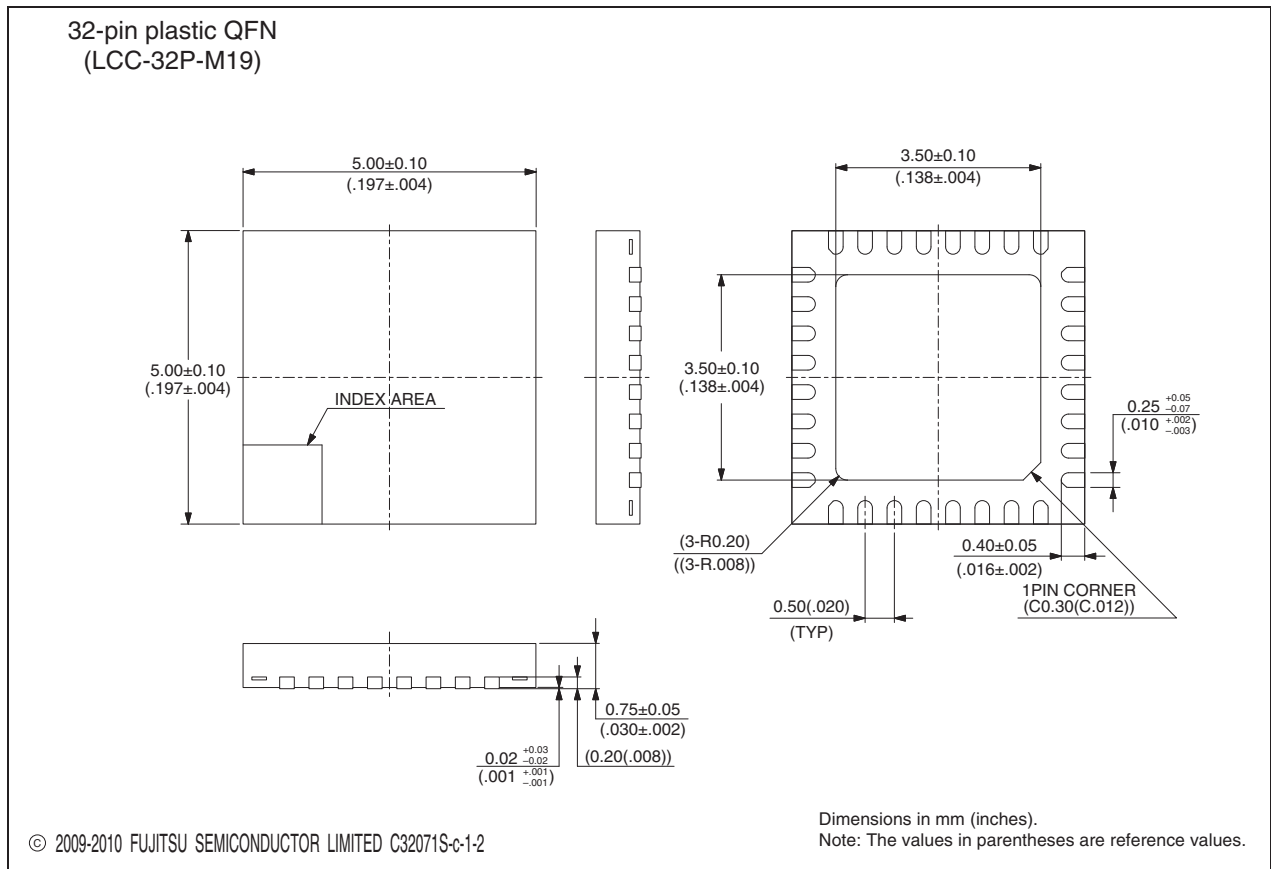 32-pin plastic QFN
(LCC-32P-M19)
5.00±0.10
(.197±.004)
3.50±0.10
(.138±.004)
5.00±0.10
(.197±.004)
INDEX AREA
3.50±0.10
(.138±.004)
0.25 +0.05 −0.07
(.010 +.002 −.003)
(3-R0.20)
((3-R.008))
0.40±0.05
(.016±.002)
1PIN CORNER
(C0.30(C.012))
0.50(.020)
(TYP)
0.75±0.05
(.030±.002)
0.02 +0.03 −0.02
(.001 +.001 −.001)
(0.20(.008))
Dimensions in mm (inches).
Note: The values in parentheses are reference values.
© 2009-2010 FUJITSU SEMICONDUCTOR LIMITED C32071S-c-1-2